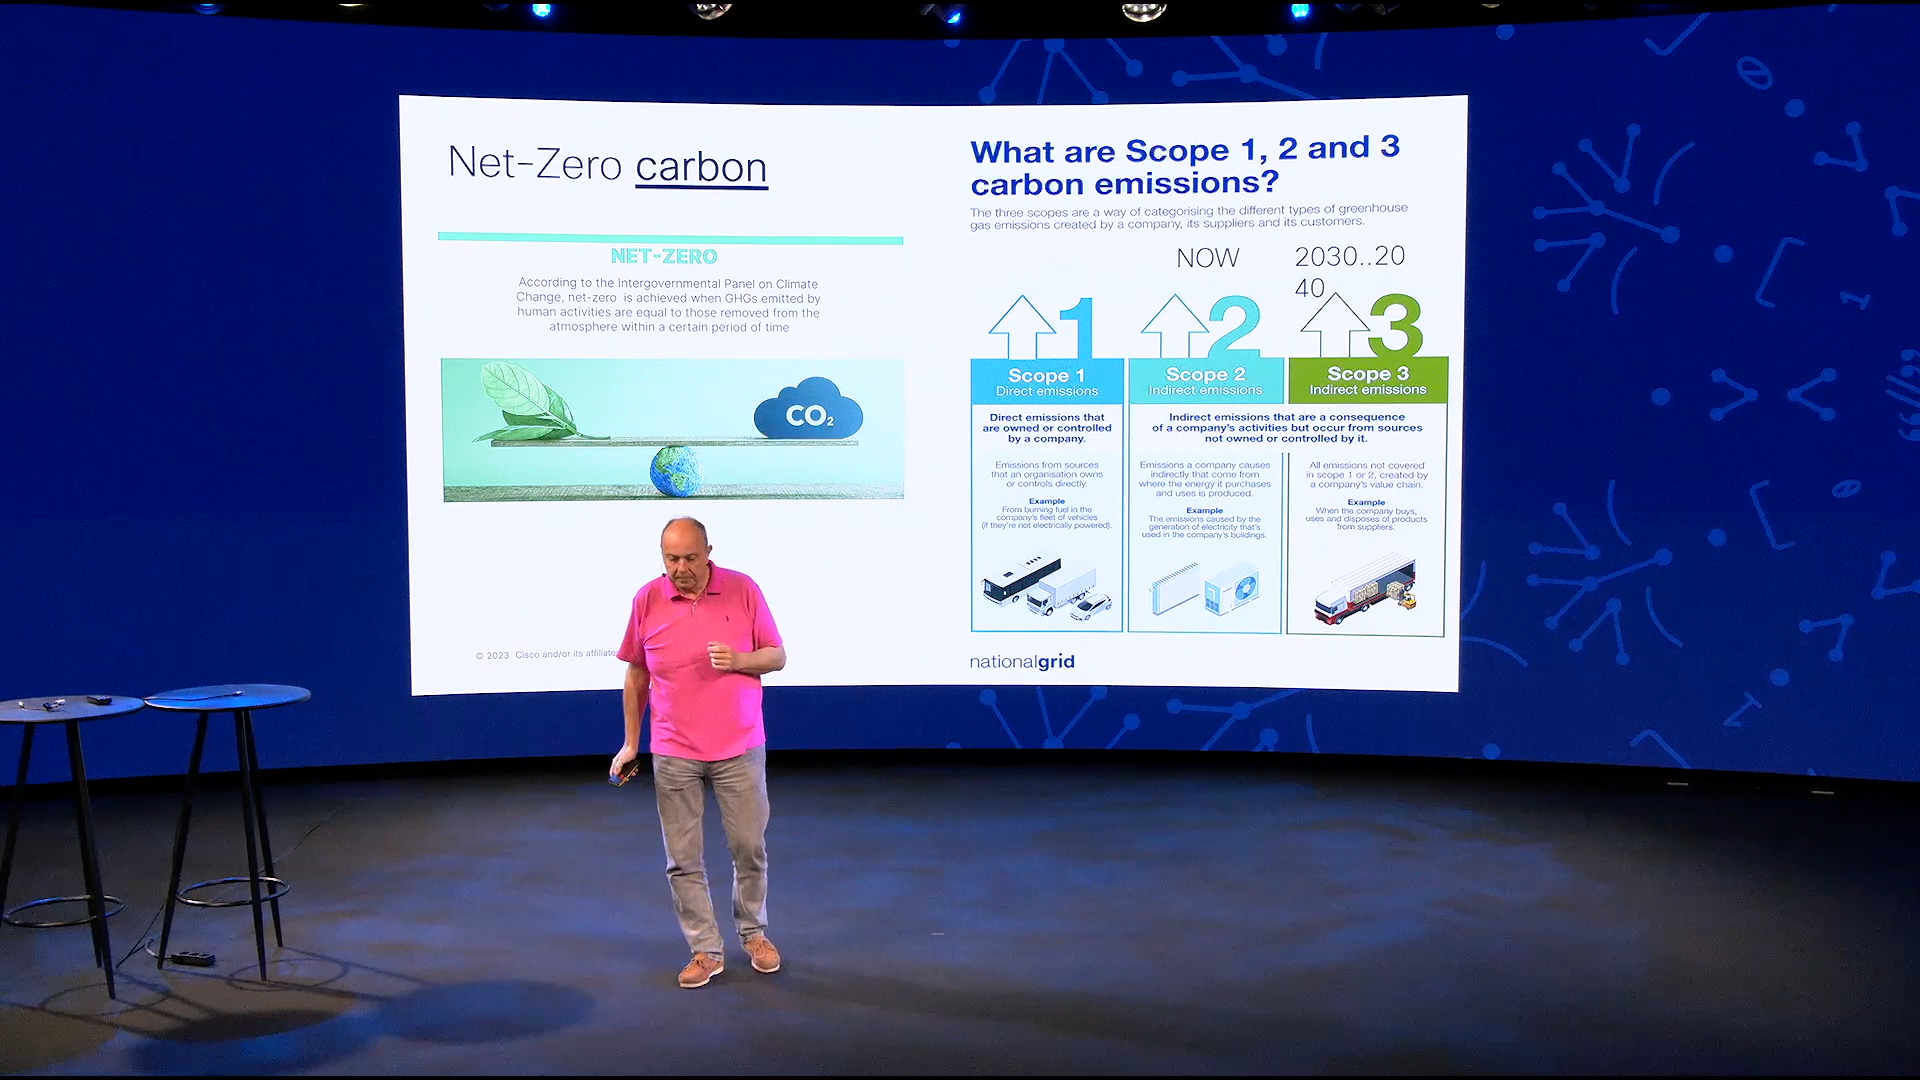 Net-Zero carbon
NET-ZERO
According to the Intergovernmental Panel on Climate
Change, net-zero is achieved when GHGs emitted by
human activities are equal to those removed from the
atmosphere within a certain period of time
CO2
© 2023 Cisco and/or its affiliates
What are Scope 1, 2 and 3
carbon emissions?
The three scopes are a way of categorising the different types of greenhouse
gas emissions created by a company, its suppliers and its customers.
NOW
2030..20
40
1
2
3
Scope 1
Direct emissions
Scope 2
Indirect emissions
Scope 3
Indirect emissions
Direct emissions that
are owned or controlled
by a company.
Indirect emissions that are a consequence
of a company's activities but occur from sources
not owned or controlled by it.
Emissions from sources
that an organisation owns
or controls directly.
Example
From burning fuel in the
company's fleet of vehicles
(if they're not electrically powered).
Emissions a company causes
indirectly that come from
where the energy it purchases
and uses is produced.
Example
The emissions caused by the
generation of electricity that's
used in the company's buildings.
All emissions not covered
in scope 1 or 2, created by
a company's value chain.
Example
When the company buys,
uses and disposes of products
from suppliers.
nationalgrid